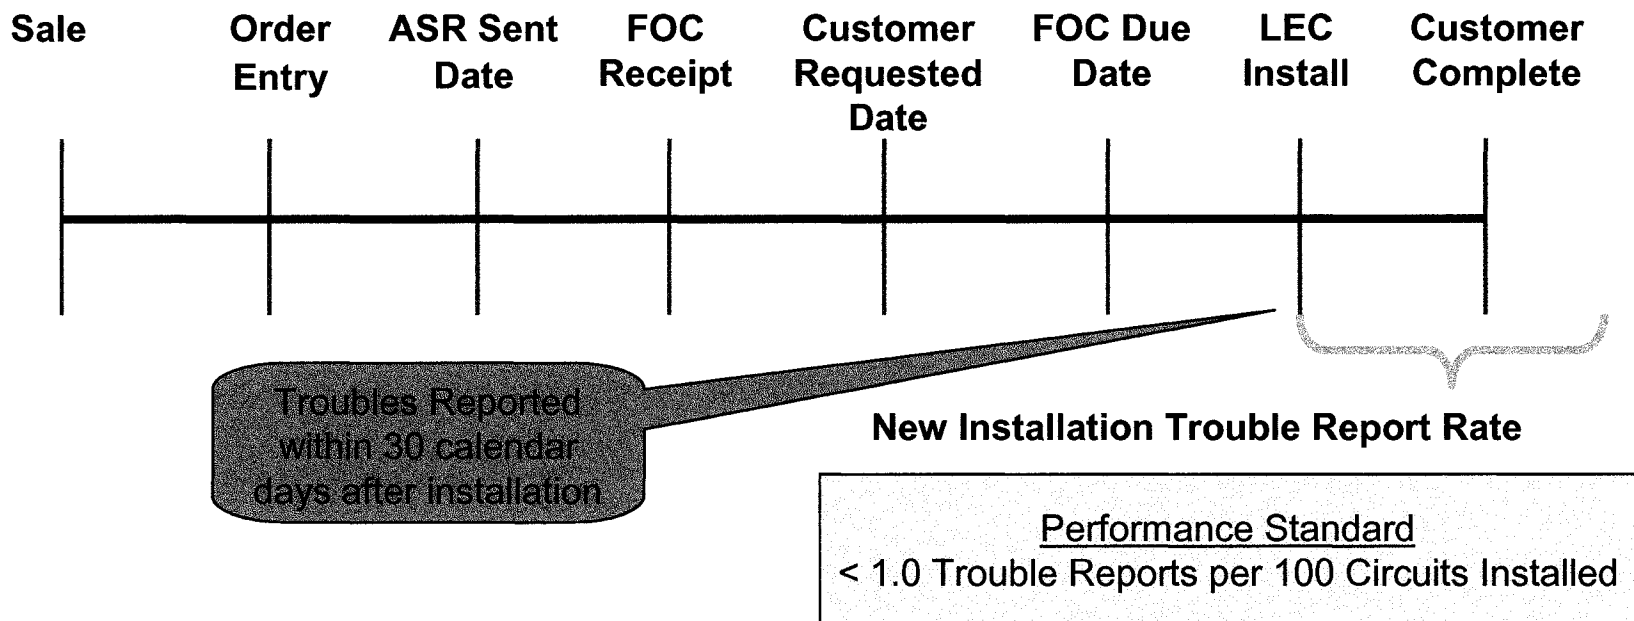 Sale
Order
Entry
ASR Sent
Date
FOC
Receipt
Customer
Requested
Date
FOC Due
Date
LEC
Install
Customer
Complete
Troubles Reported
within 30 calendar
days after installation
New Installation Trouble Report Rate
Performance Standard
< 1.0 Trouble Reports per 100 Circuits Installed